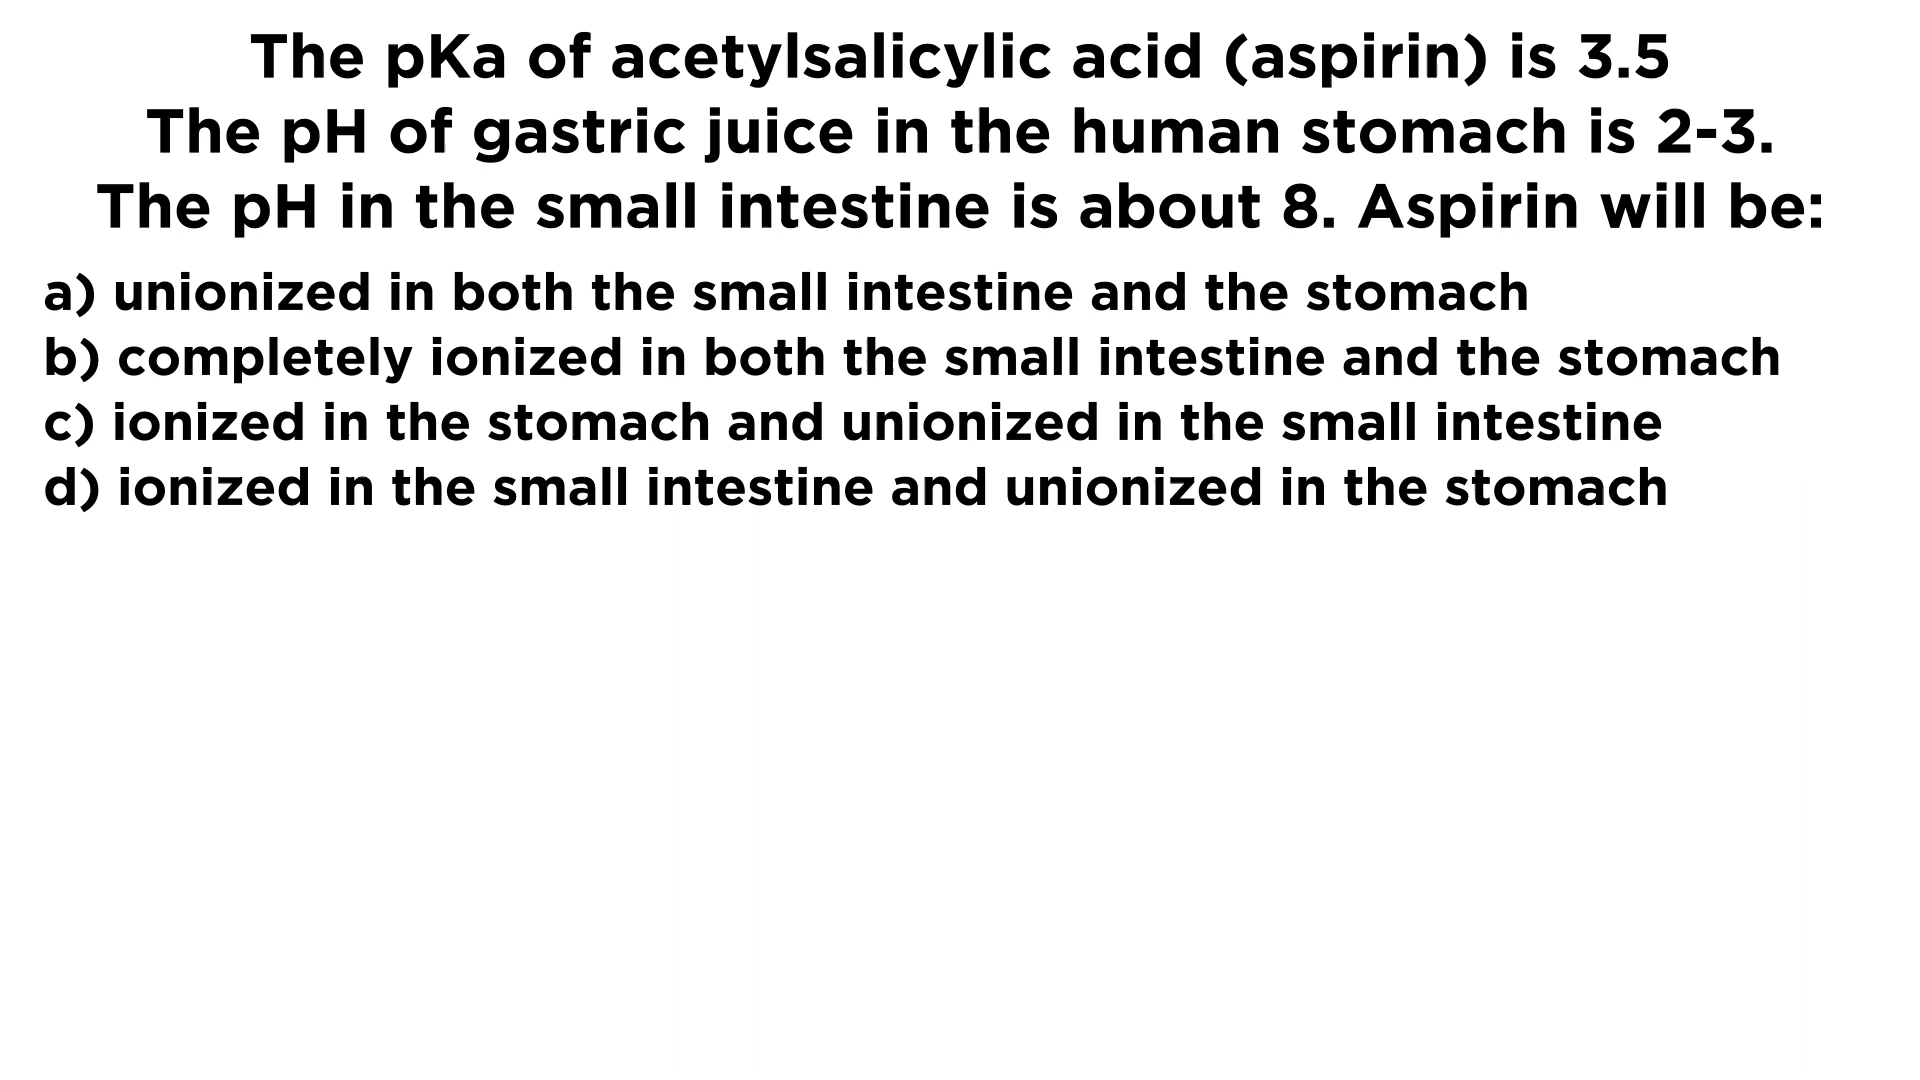 The pKa of acetylsalicylic acid (aspirin) is 3.5
The pH of gastric juice in the human stomach is 2-3.
The pH in the small intestine is about 8. Aspirin will be:
a) unionized in both the small intestine and the stomach
b) completely ionized in both the small intestine and the stomach
c) ionized in the stomach and unionized in the small intestine
d) ionized in the small intestine and unionized in the stomach